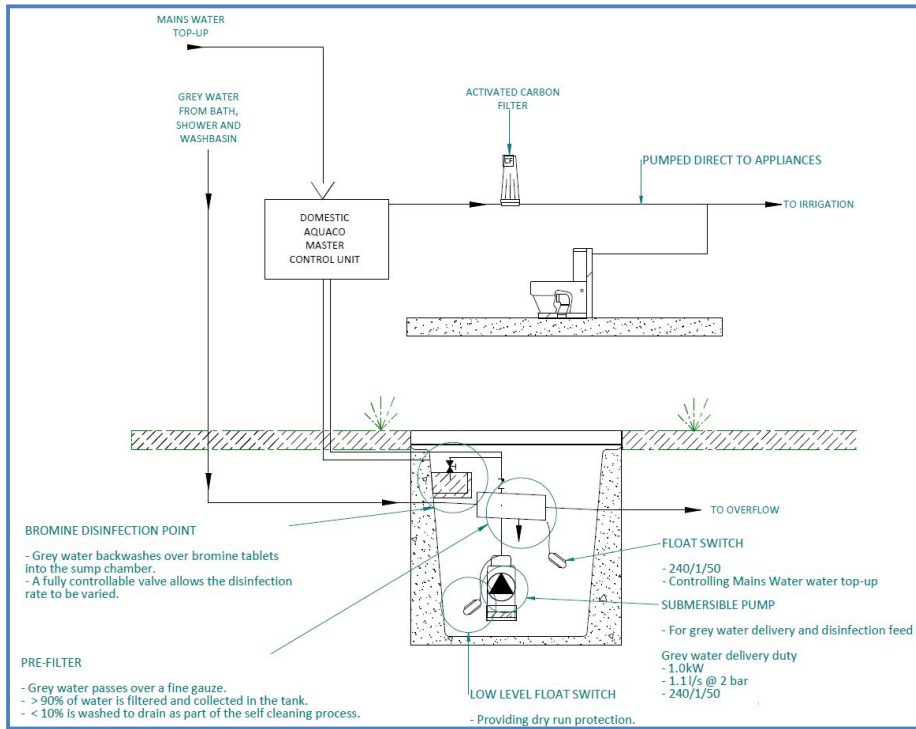 MAINS WATER
TOP-UP
GREY WATER
FROM BATH,
SHOWER AND
WASHBASIN
ACTIVATED CARBON
FILTER
CF
PUMPED DIRECT TO APPLIANCES
TO IRRIGATION
DOMESTIC
AQUACO
MASTER
CONTROL UNIT
BROMINE DISINFECTION POINT
- Grey water backwashes over bromine tablets
into the sump chamber.
- A fully controllable valve allows the disinfection
rate to be varied.
TO OVERFLOW
FLOAT SWITCH
- 240/1/50
- Controlling Mains Water water top-up
SUBMERSIBLE PUMP
- For grey water delivery and disinfection feed
Grey water delivery duty
- 1.0kW
- 1.1 l/s @ 2 bar
- 240/1/50
PRE-FILTER
- Grey water passes over a fine gauze.
- > 90% of water is filtered and collected in the tank.
- < 10% is washed to drain as part of the self cleaning process.
LOW LEVEL FLOAT SWITCH
- Providing dry run protection.